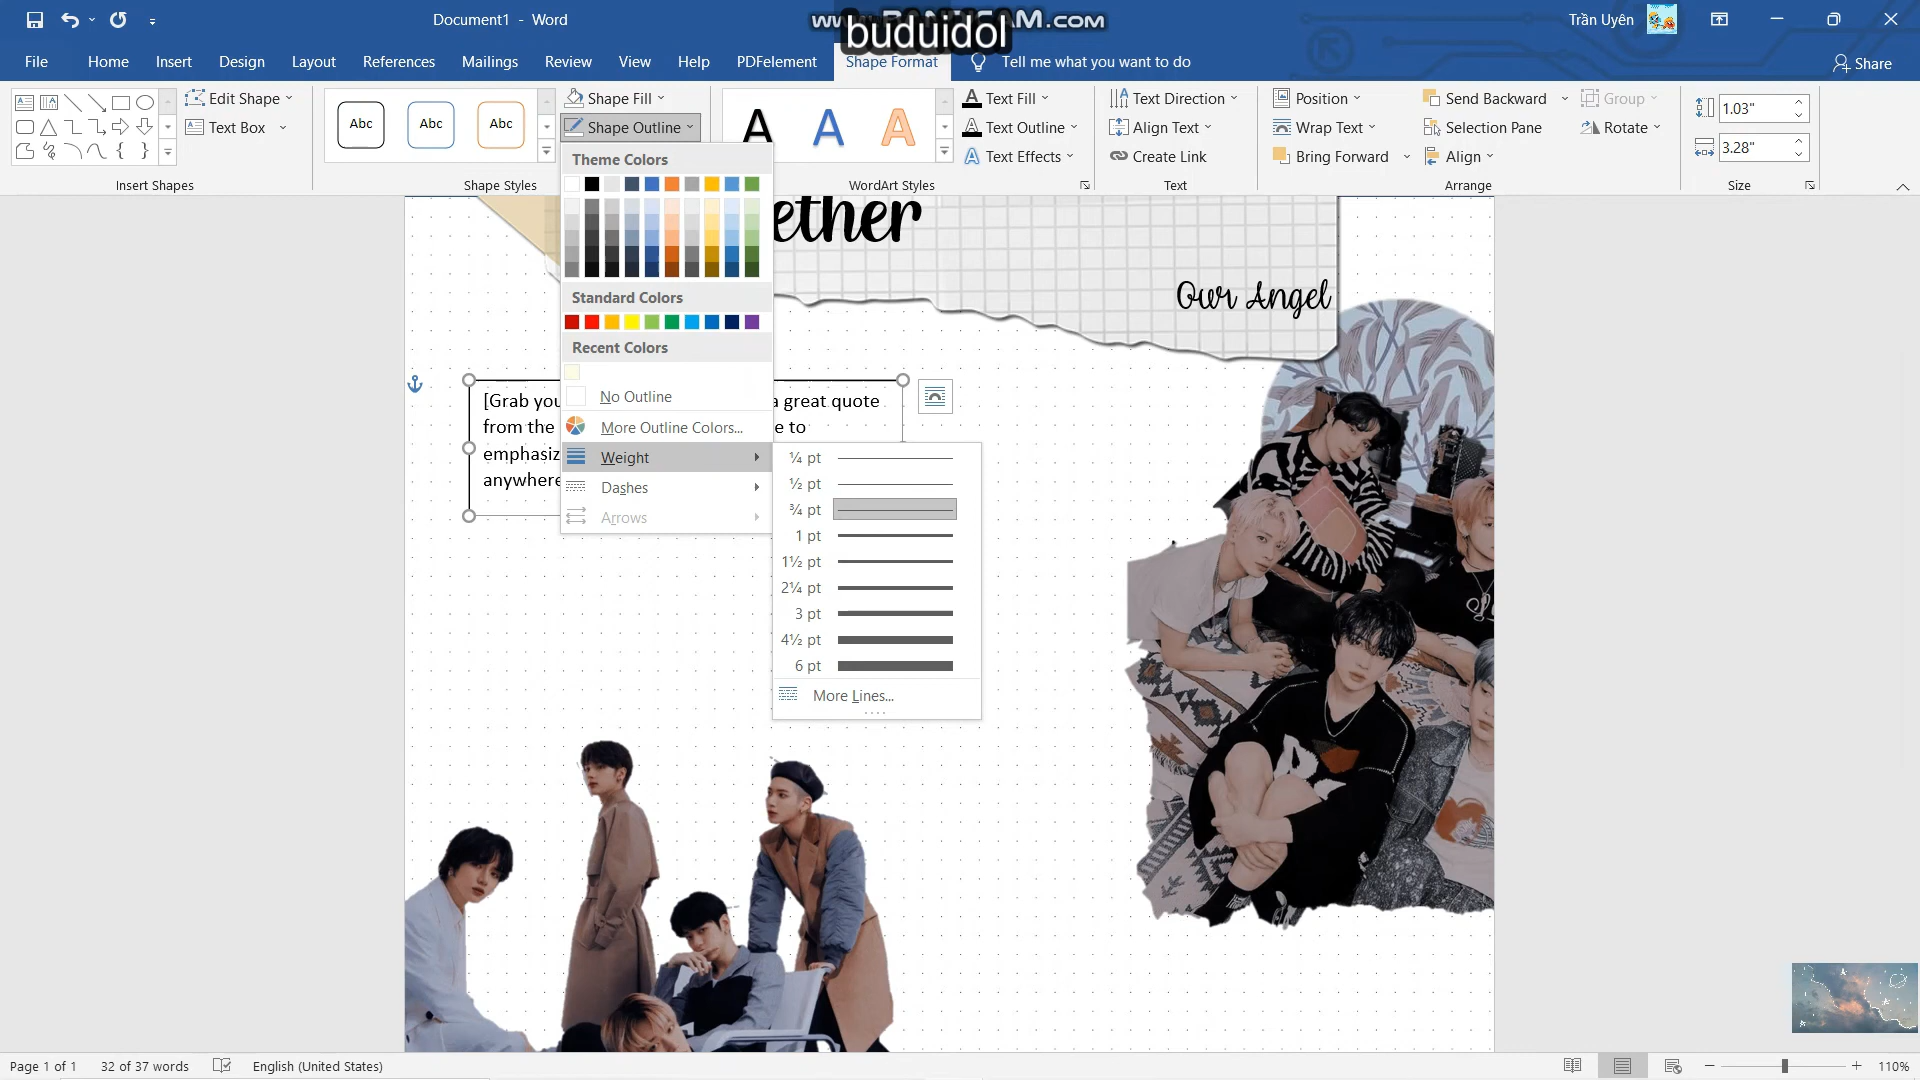 Document1 - Word
WWW.BANDICAM.COM
buduidol
Trần Uyên
File Home Insert Design Layout References Mailings Review View Help PDFelement Shape Format Tell me what you want to do Share
Edit Shape
Text Box
Insert Shapes
Abc Abc Abc
Shape Fill
Shape Outline
Shape Styles
A A A
WordArt Styles
Text Fill
Text Outline
Text Effects
Text Direction
Align Text
Create Link
Text
Position
Wrap Text
Bring Forward
Send Backward
Selection Pane
Align
Group
Rotate
Arrange
1.03"
3.28"
Size
Theme Colors
Standard Colors
Recent Colors
No Outline
More Outline Colors...
Weight
Dashes
Arrows
¼ pt
½ pt
¾ pt
1 pt
1½ pt
2¼ pt
3 pt
4½ pt
6 pt
More Lines...
ether
Our Angel
[Grab you a great quote
from the e to
emphasiz
anywhere
Page 1 of 1 32 of 37 words English (United States) 110%